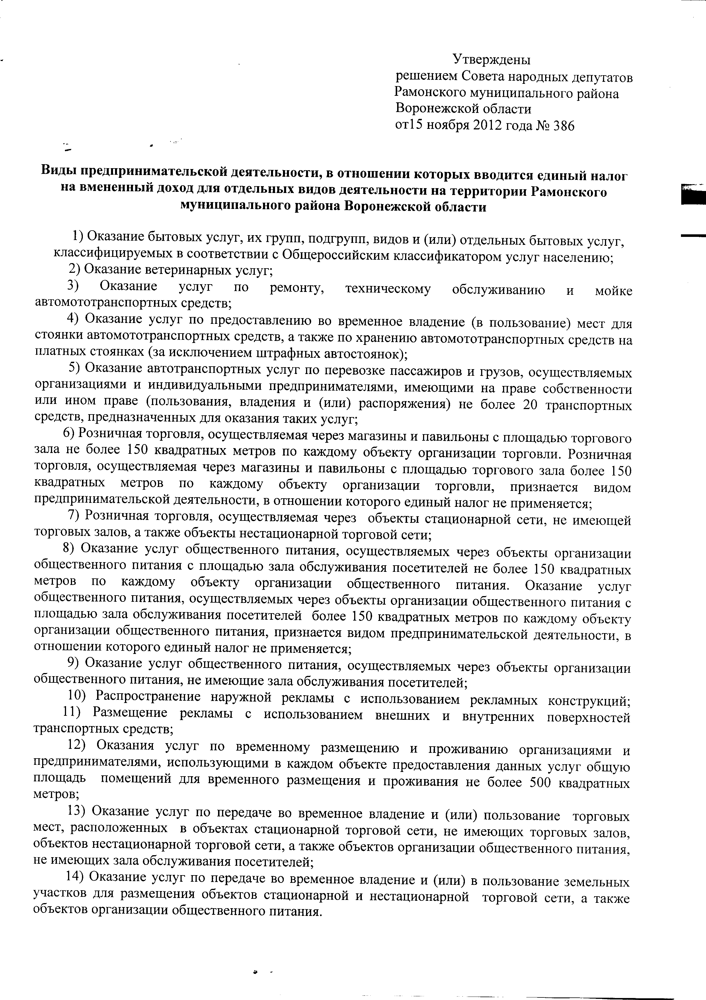 Утверждены
решением Совета народных депутатов
Рамонского муниципального района
Воронежской области
от15 ноября 2012 года № 386
Виды предпринимательской деятельности, в отношении которых вводится единый налог
на вмененный доход для отдельных видов деятельности на территории Рамонского
муниципального района Воронежской области
1) Оказание бытовых услуг, их групп, подгрупп, видов и (или) отдельных бытовых услуг,
классифицируемых в соответствии с Общероссийским классификатором услуг населению;
2) Оказание ветеринарных услуг;
3) Оказание услуг по ремонту, техническому обслуживанию и мойке
автомототранспортных средств;
4) Оказание услуг по предоставлению во временное владение (в пользование) мест для
стоянки автомототранспортных средств, а также по хранению автомототранспортных средств на
платных стоянках (за исключением штрафных автостоянок);
5) Оказание автотранспортных услуг по перевозке пассажиров и грузов, осуществляемых
организациями и индивидуальными предпринимателями, имеющими на праве собственности
или ином праве (пользования, владения и (или) распоряжения) не более 20 транспортных
средств, предназначенных для оказания таких услуг;
6) Розничная торговля, осуществляемая через магазины и павильоны с площадью торгового
зала не более 150 квадратных метров по каждому объекту организации торговли. Розничная
торговля, осуществляемая через магазины и павильоны с площадью торгового зала более 150
квадратных метров по каждому объекту организации торговли, признается видом
предпринимательской деятельности, в отношении которого единый налог не применяется;
7) Розничная торговля, осуществляемая через объекты стационарной сети, не имеющей
торговых залов, а также объекты нестационарной торговой сети;
8) Оказание услуг общественного питания, осуществляемых через объекты организации
общественного питания с площадью зала обслуживания посетителей не более 150 квадратных
метров по каждому объекту организации общественного питания. Оказание услуг
общественного питания, осуществляемых через объекты организации общественного питания с
площадью зала обслуживания посетителей более 150 квадратных метров по каждому объекту
организации общественного питания, признается видом предпринимательской деятельности, в
отношении которого единый налог не применяется;
9) Оказание услуг общественного питания, осуществляемых через объекты организации
общественного питания, не имеющие зала обслуживания посетителей;
10) Распространение наружной рекламы с использованием рекламных конструкций;
11) Размещение рекламы с использованием внешних и внутренних поверхностей
транспортных средств;
12) Оказания услуг по временному размещению и проживанию организациями и
предпринимателями, использующими в каждом объекте предоставления данных услуг общую
площадь помещений для временного размещения и проживания не более 500 квадратных
метров;
13) Оказание услуг по передаче во временное владение и (или) пользование торговых
мест, расположенных в объектах стационарной торговой сети, не имеющих торговых залов,
объектов нестационарной торговой сети, а также объектов организации общественного питания,
не имеющих зала обслуживания посетителей;
14) Оказание услуг по передаче во временное владение и (или) в пользование земельных
участков для размещения объектов стационарной и нестационарной торговой сети, а также
объектов организации общественного питания.